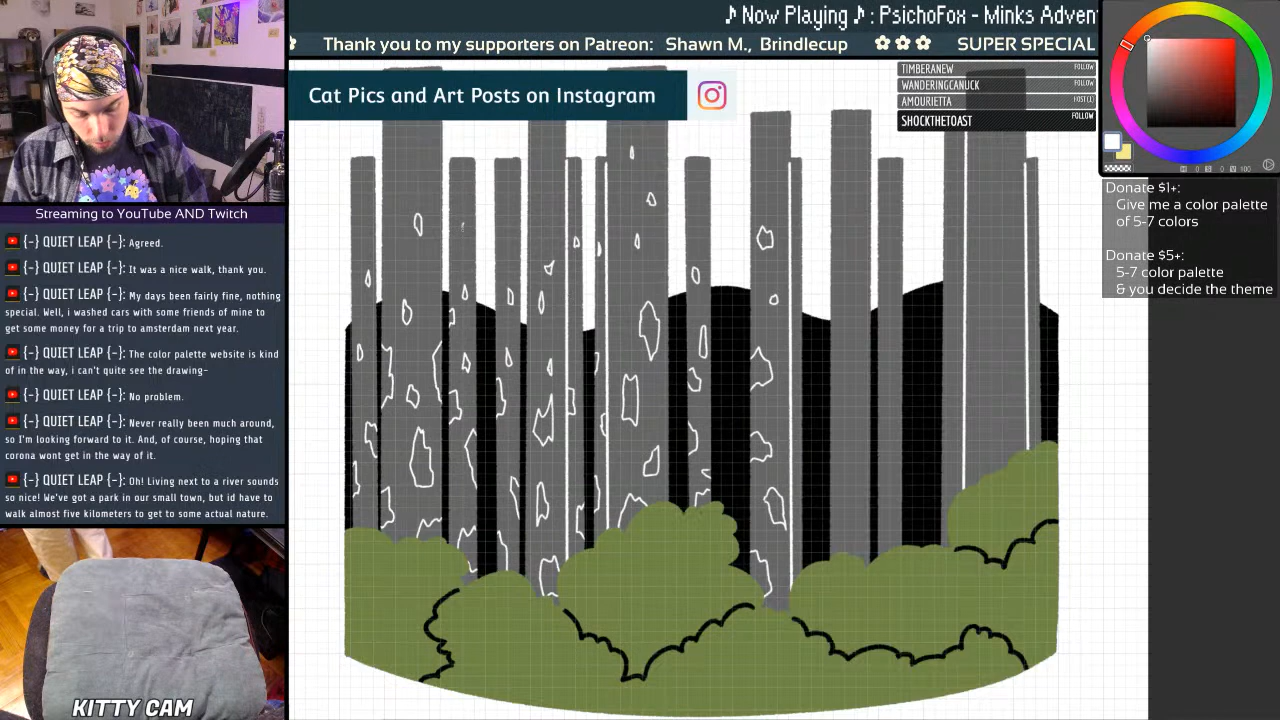 ♪ Now Playing ♪ : PsichoFox - Minks Adven
Thank you to my supporters on Patreon: Shawn M., Brindlecup ✿ ✿ ✿ SUPER SPECIAL
Cat Pics and Art Posts on Instagram
TIMBERANEW FOLLOW
WANDERINGCANUCK FOLLOW
AMOURIETTA HOST(1)
SHOCKTHETOAST FOLLOW
Donate $1+:
Give me a color palette
of 5-7 colors
Donate $5+:
5-7 color palette
& you decide the theme
Streaming to YouTube AND Twitch
{-} QUIET LEAP {-}: Agreed.
{-} QUIET LEAP {-}: It was a nice walk, thank you.
{-} QUIET LEAP {-}: My days been fairly fine, nothing
special. Well, i washed cars with some friends of mine to
get some money for a trip to amsterdam next year.
{-} QUIET LEAP {-}: The color palette website is kind
of in the way, i can't quite see the drawing-
{-} QUIET LEAP {-}: No problem.
{-} QUIET LEAP {-}: Never really been much around,
so I'm looking forward to it. And, of course, hoping that
corona wont get in the way of it.
{-} QUIET LEAP {-}: Oh! Living next to a river sounds
so nice! We've got a park in our small town, but id have to
walk almost five kilometers to get to some actual nature.
KITTY CAM